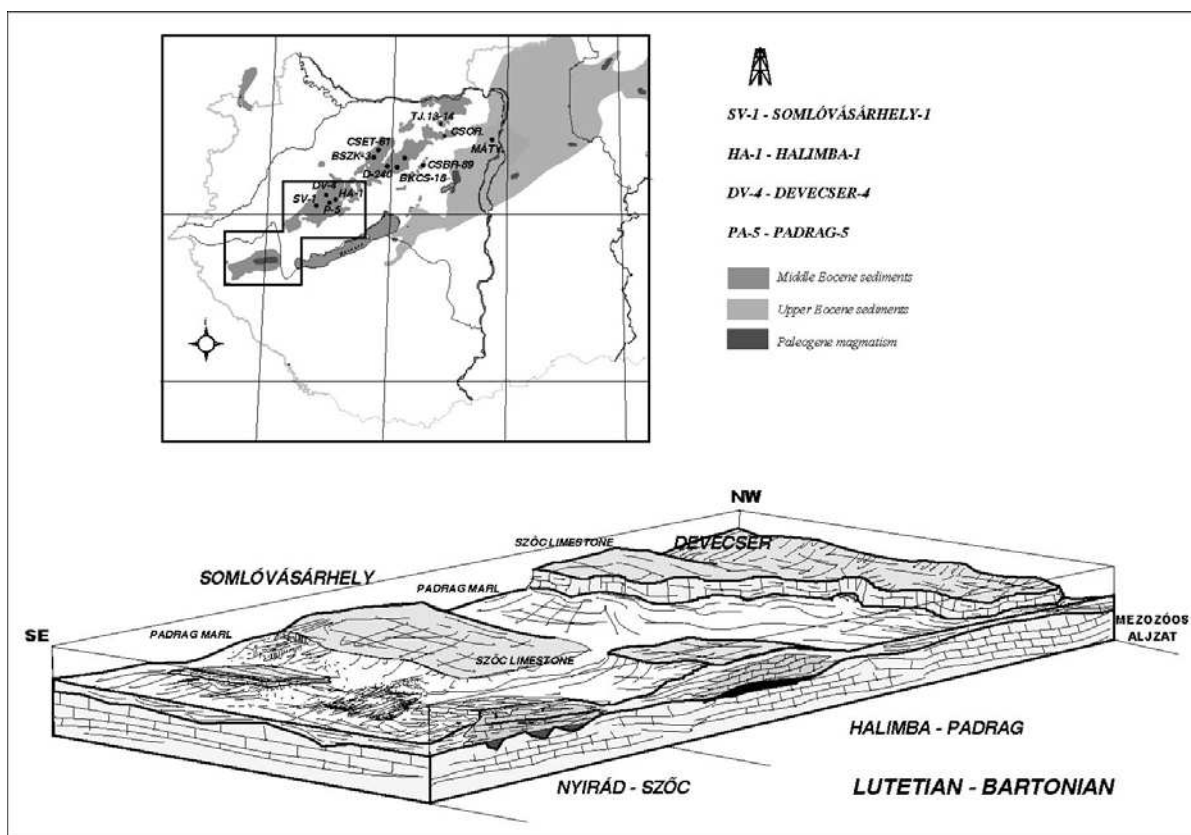 TJ.13-14
CSOR.
CSET-61
MÁTY.
BSZK-3
CSBR-89
D-240
BKCS-18
DV-4
HA-1
SV-1
P-5
SV-1 - SOMLÓVÁSÁRHELY-1
HA-1 - HALIMBA-1
DV-4 - DEVECSER-4
PA-5 - PADRAG-5
Middle Eocene sediments
Upper Eocene sediments
Paleogene magmatism
NW
SZŐC LIMESTONE
DEVECSER
SOMLÓVÁSÁRHELY
PADRAG MARL
SE
PADRAG MARL
MEZOZÓOS
ALJZAT
SZŐC LIMESTONE
HALIMBA - PADRAG
NYIRÁD - SZŐC
LUTETIAN - BARTONIAN